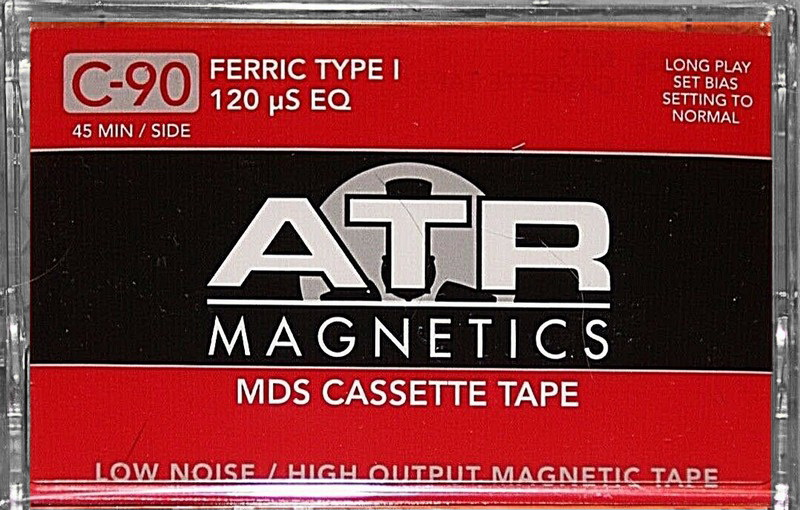 C-90
FERRIC TYPE I
120 µS EQ
45 MIN / SIDE
LONG PLAY
SET BIAS
SETTING TO
NORMAL
ATR
MAGNETICS
MDS CASSETTE TAPE
LOW NOISE / HIGH OUTPUT MAGNETIC TAPE